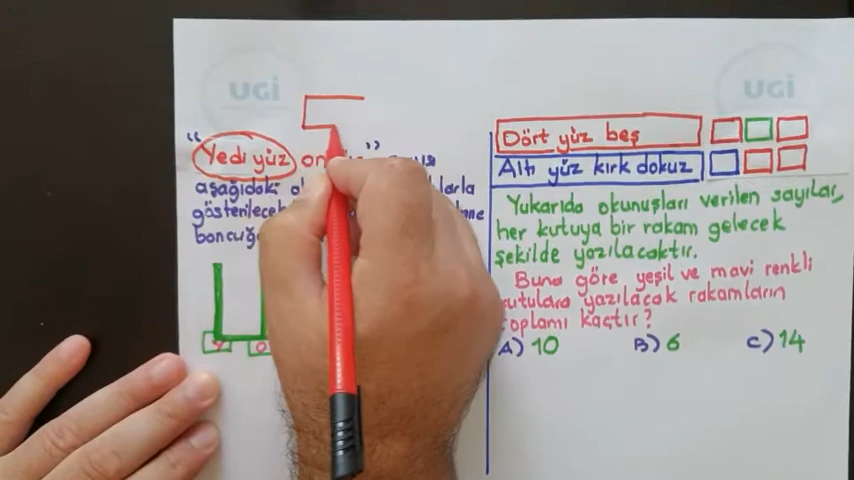 UGi
UGi
"Yedi yüz on
aşağıdaki
gösterilecek
boncuğ
Dört yüz beş
Altı yüz kırk dokuz
Yukarıda okunuşları verilen sayılar,
her kutuya bir rakam gelecek
şekilde yazılacaktır.
Buna göre yeşil ve mavi renkli
kutulara yazılacak rakamların
toplamı kaçtır?
A) 10 B) 6 C) 14